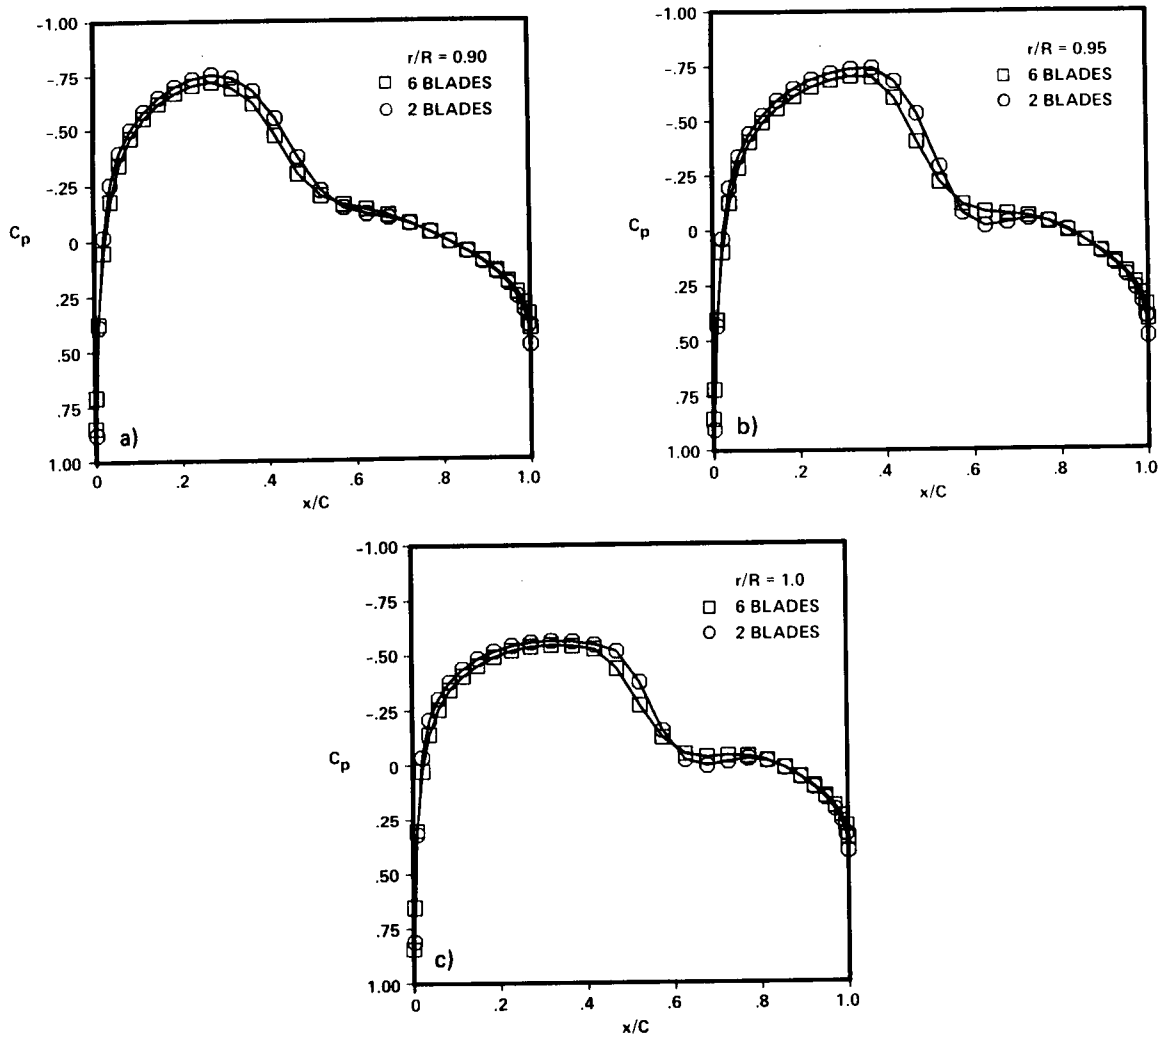 -1.00
r/R = 0.90
-.75
6 BLADES
2 BLADES
-.50
-.25
Cp
0
.25
.50
.75
a)
1.00
0 .2 .4 .6 .8 1.0
x/C
-1.00
r/R = 0.95
-.75
6 BLADES
2 BLADES
-.50
-.25
Cp
0
.25
.50
.75
b)
1.00
0 .2 .4 .6 .8 1.0
x/C
-1.00
r/R = 1.0
-.75
6 BLADES
2 BLADES
-.50
-.25
Cp
0
.25
.50
.75
c)
1.00
0 .2 .4 .6 .8 1.0
x/C